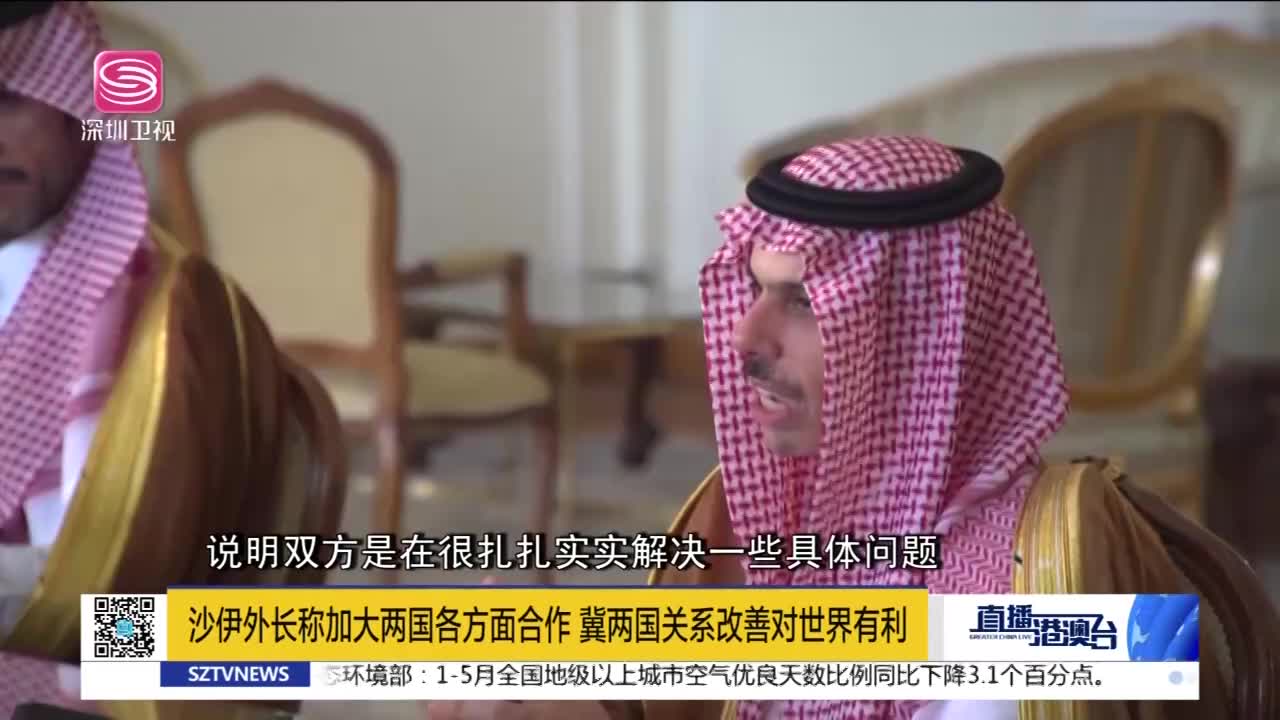 深圳卫视
说明双方是在很扎扎实实解决一些具体问题
沙伊外长称加大两国各方面合作 冀两国关系改善对世界有利
直播港澳台
GREATER CHINA LIVE
SZTVNEWS
态环境部：1-5月全国地级以上城市空气优良天数比例同比下降3.1个百分点。